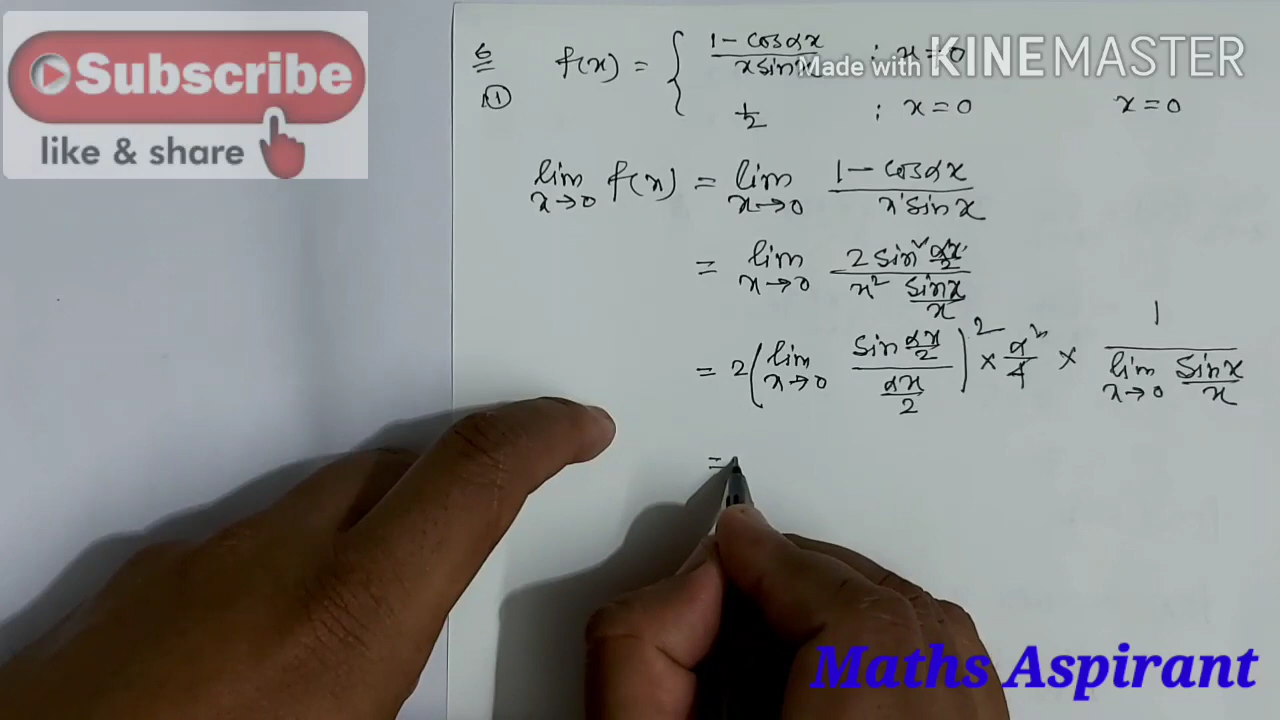 Subscribe
like & share
Made with KINEMASTER
6
① f(x) = { 1 - cos αx / x sin x ; x = 0
1/2 ; x = 0 x = 0
lim x→0 f(x) = lim x→0 1 - cos αx / x sin x
= lim x→0 2 sin² αx/2 / x² sin x/x
= 2 ( lim x→0 sin αx/2 / αx/2 )² × α²/4 × 1 / lim x→0 sin x/x
=
Maths Aspirant